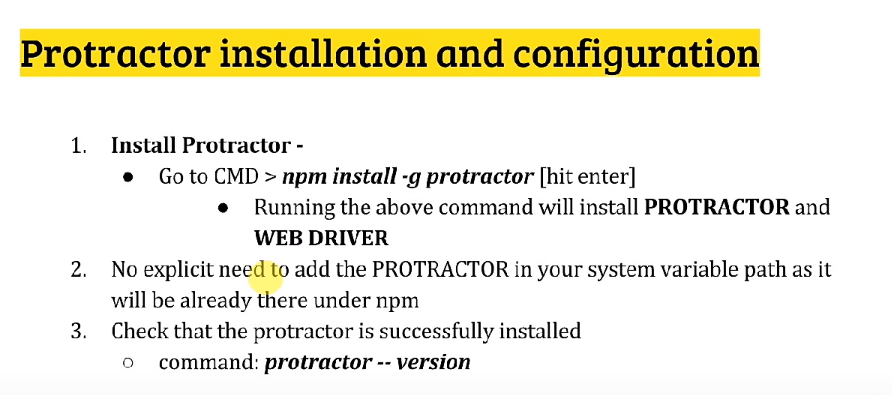 Protractor installation and configuration
1. Install Protractor -
● Go to CMD > npm install -g protractor [hit enter]
● Running the above command will install PROTRACTOR and
WEB DRIVER
2. No explicit need to add the PROTRACTOR in your system variable path as it
will be already there under npm
3. Check that the protractor is successfully installed
○ command: protractor -- version